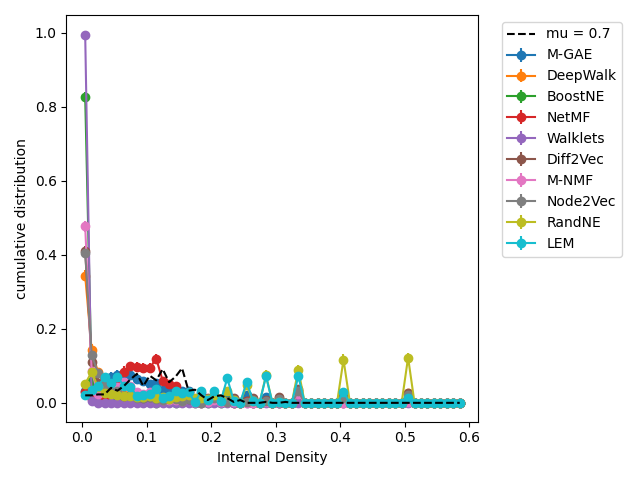 1.0
0.8
0.6
0.4
0.2
0.0
cumulative distribution
0.0 0.1 0.2 0.3 0.4 0.5 0.6
Internal Density
mu = 0.7
M-GAE
DeepWalk
BoostNE
NetMF
Walklets
Diff2Vec
M-NMF
Node2Vec
RandNE
LEM